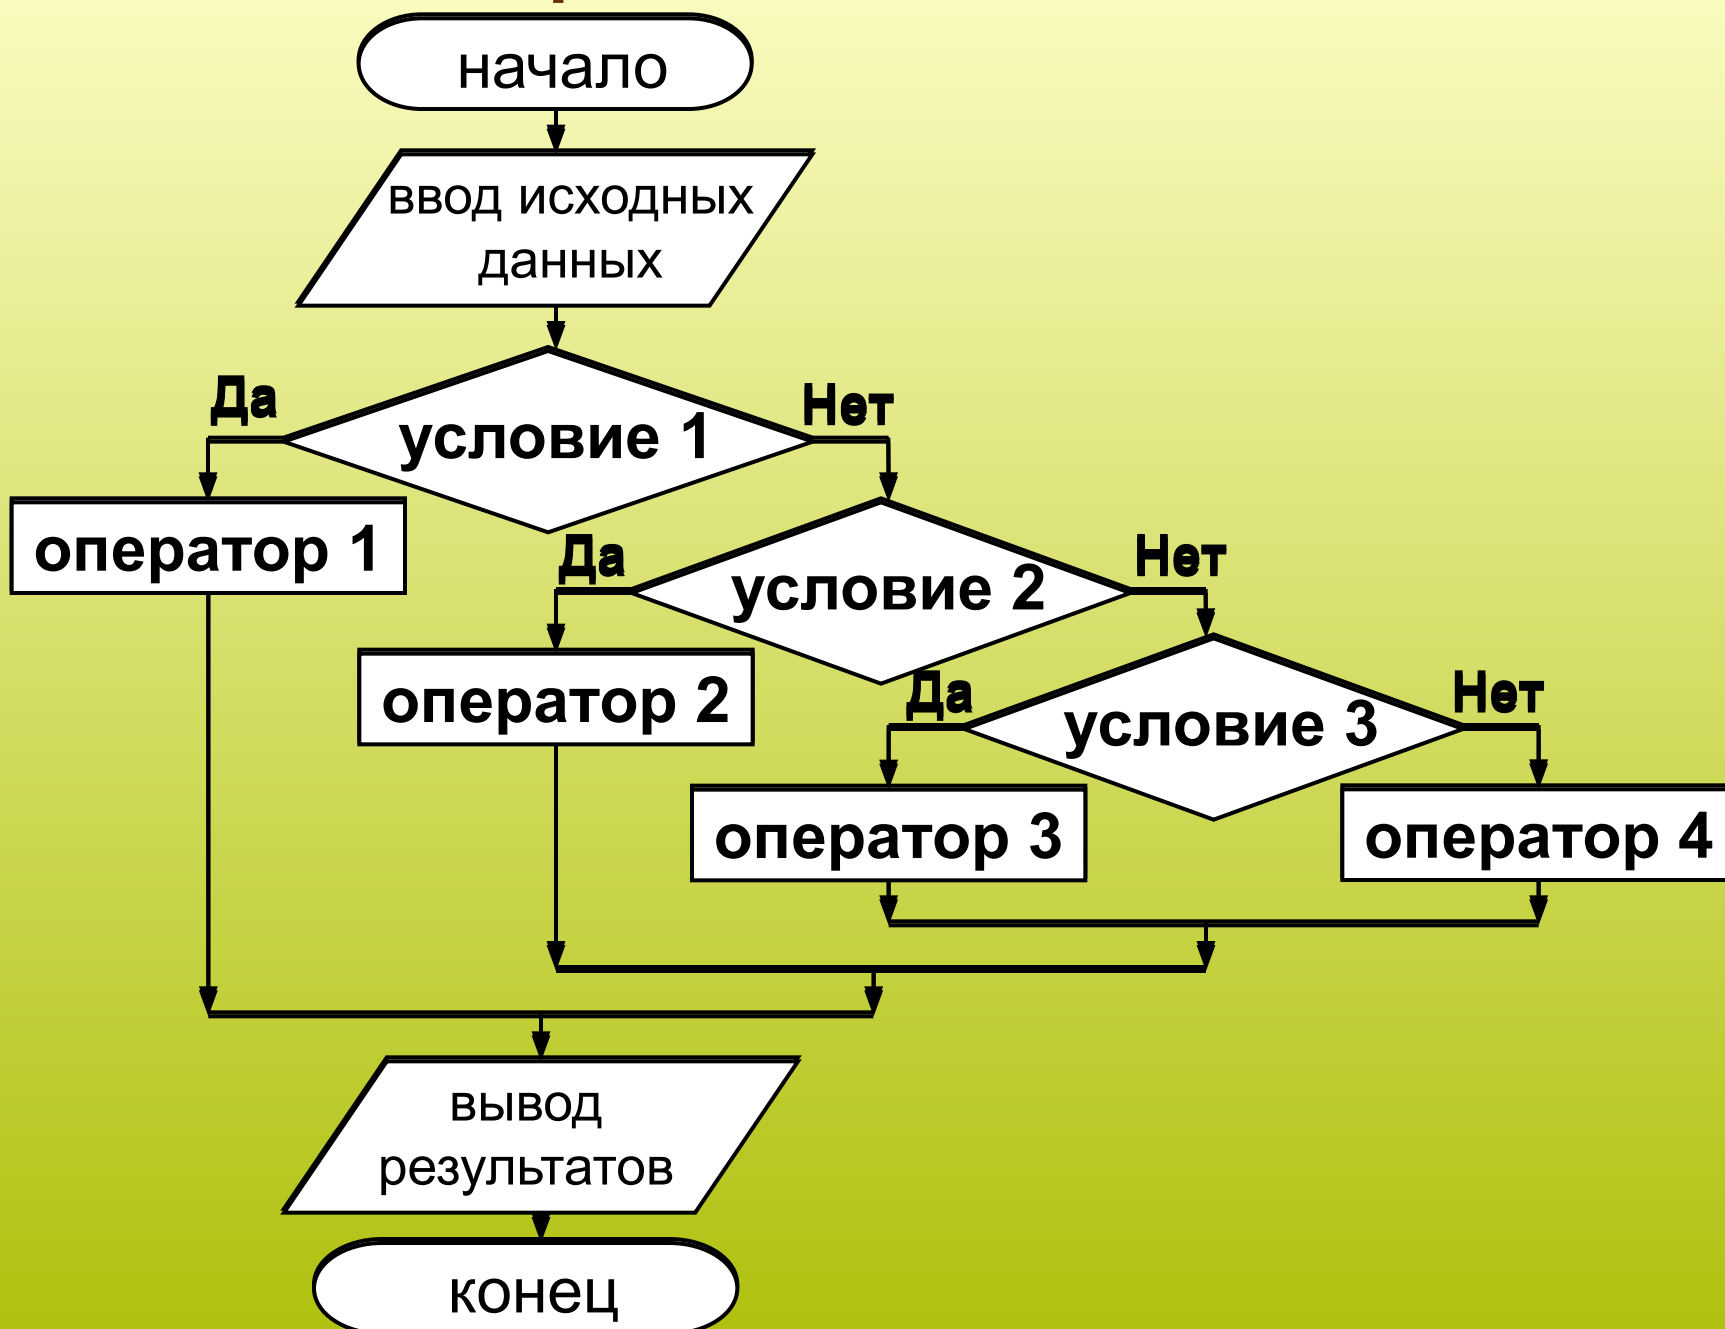 начало
ввод исходных
данных
Да
Нет
условие 1
оператор 1
Да
Нет
условие 2
оператор 2
Да
Нет
условие 3
оператор 3
оператор 4
вывод
результатов
конец